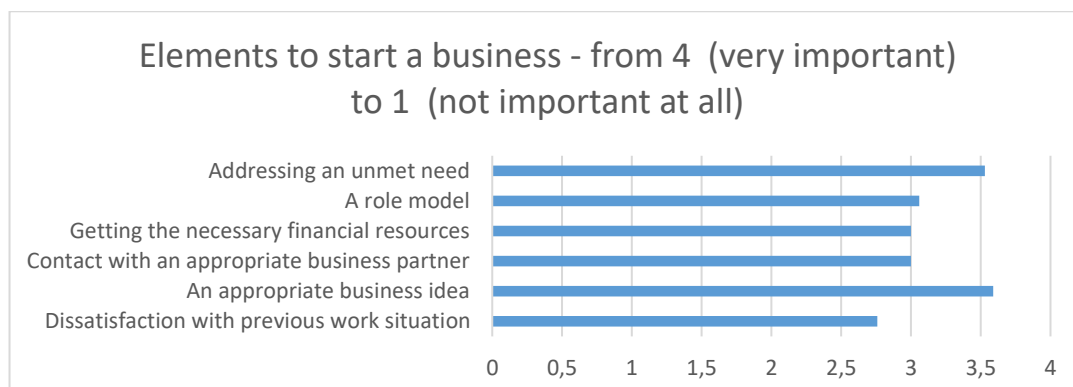 Elements to start a business - from 4  (very important)
to 1  (not important at all)
Addressing an unmet need
A role model
Getting the necessary financial resources
Contact with an appropriate business partner
An appropriate business idea
Dissatisfaction with previous work situation
0 0,5 1 1,5 2 2,5 3 3,5 4